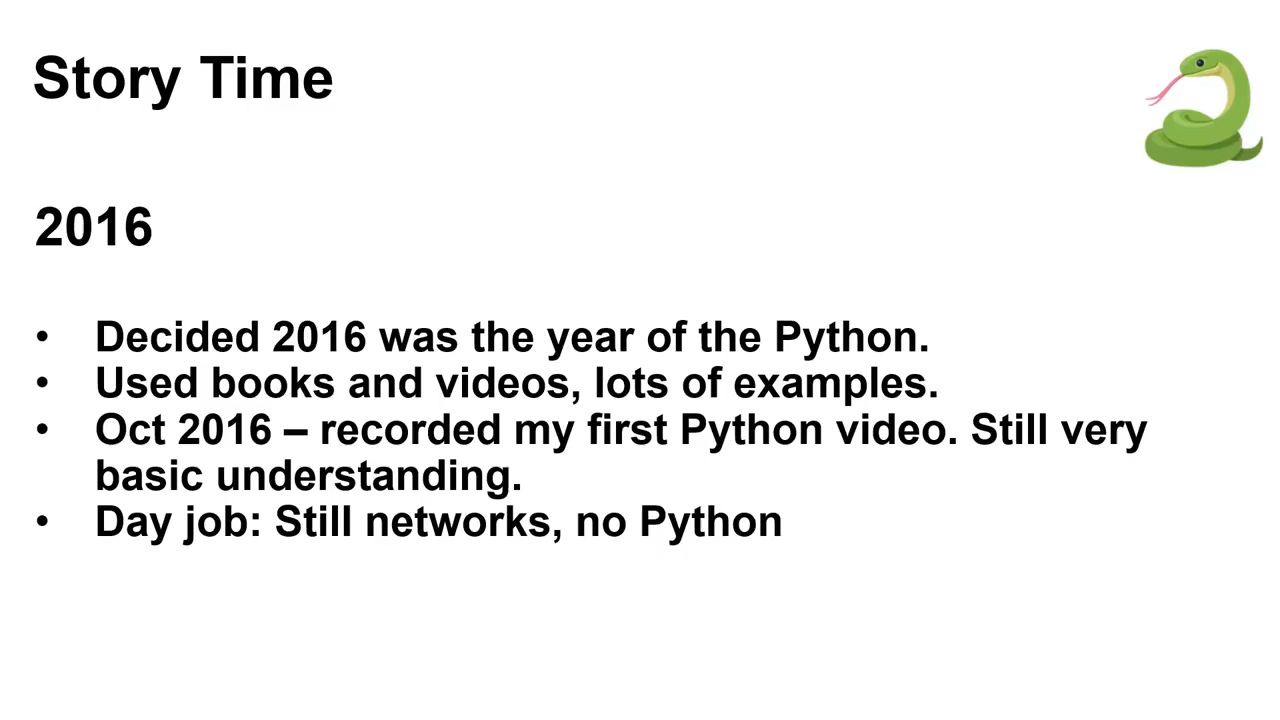 Story Time
2016
• Decided 2016 was the year of the Python.
• Used books and videos, lots of examples.
• Oct 2016 – recorded my first Python video. Still very
basic understanding.
• Day job: Still networks, no Python